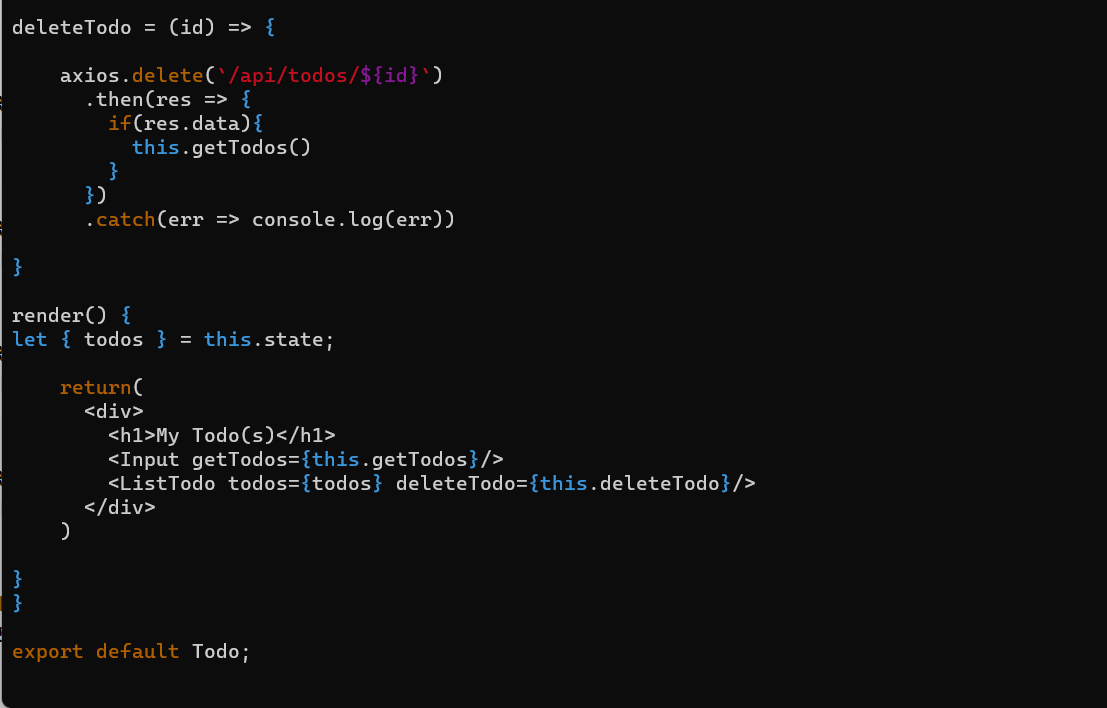 deleteTodo = (id) => {
axios.delete(`/api/todos/${id}`)
.then(res => {
if(res.data){
this.getTodos()
}
})
.catch(err => console.log(err))
}
render() {
let { todos } = this.state;
return(
<div>
<h1>My Todo(s)</h1>
<Input getTodos={this.getTodos}/>
<ListTodo todos={todos} deleteTodo={this.deleteTodo}/>
</div>
)
}
}
export default Todo;